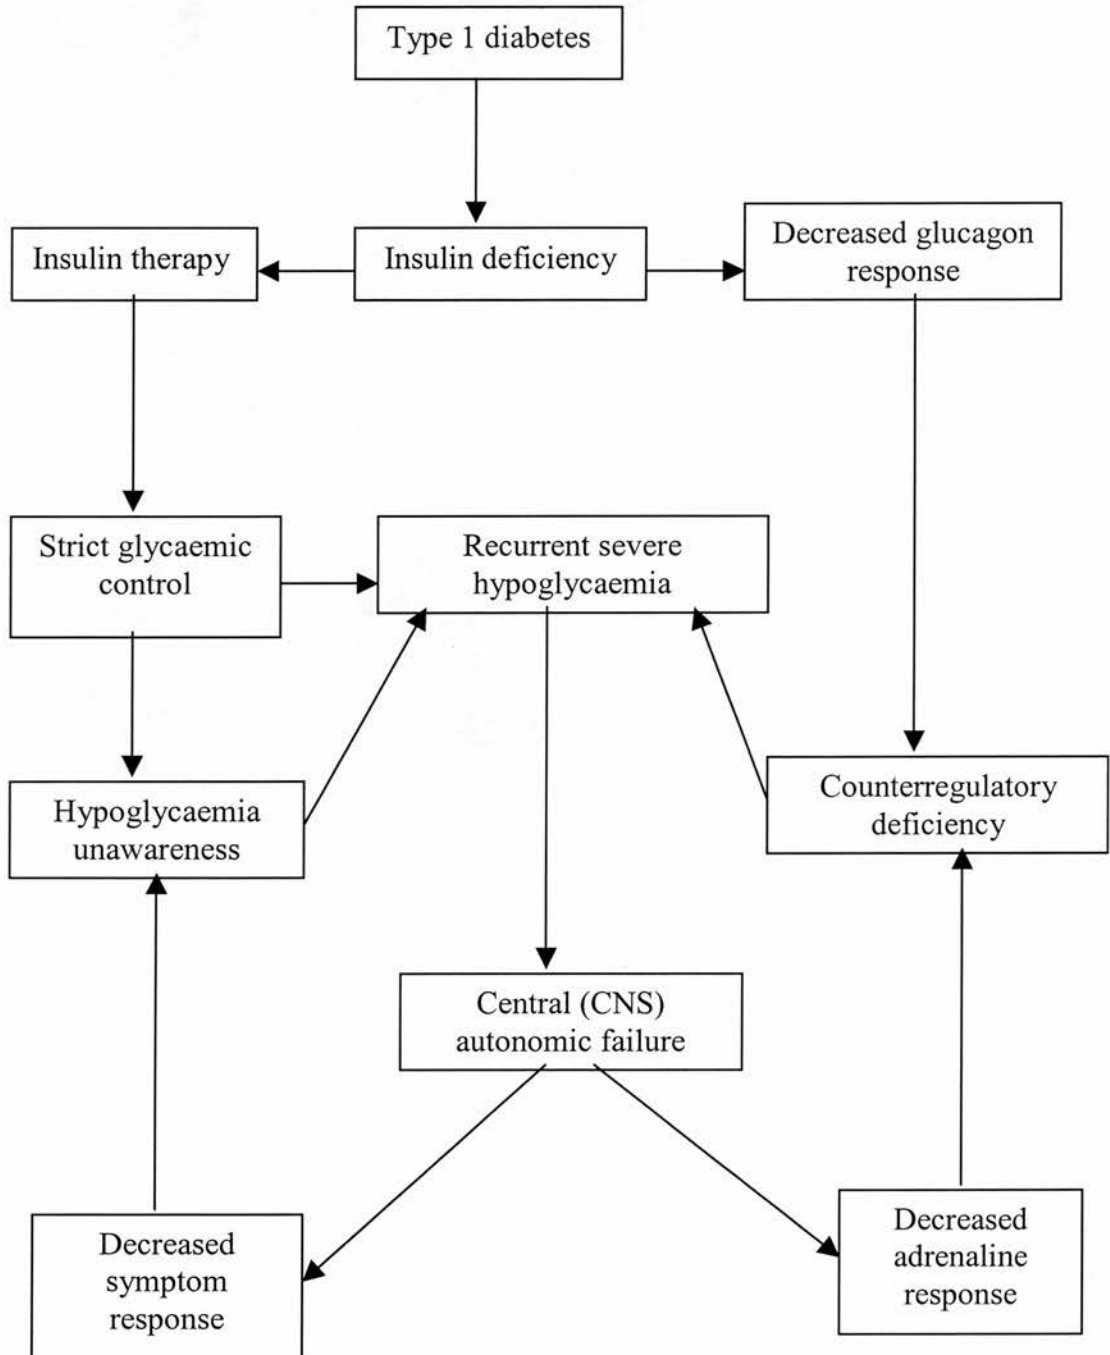 Type 1 diabetes
Insulin therapy
Insulin deficiency
Decreased glucagon
response
Strict glycaemic
control
Recurrent severe
hypoglycaemia
Hypoglycaemia
unawareness
Counterregulatory
deficiency
Central (CNS)
autonomic failure
Decreased
symptom
response
Decreased
adrenaline
response